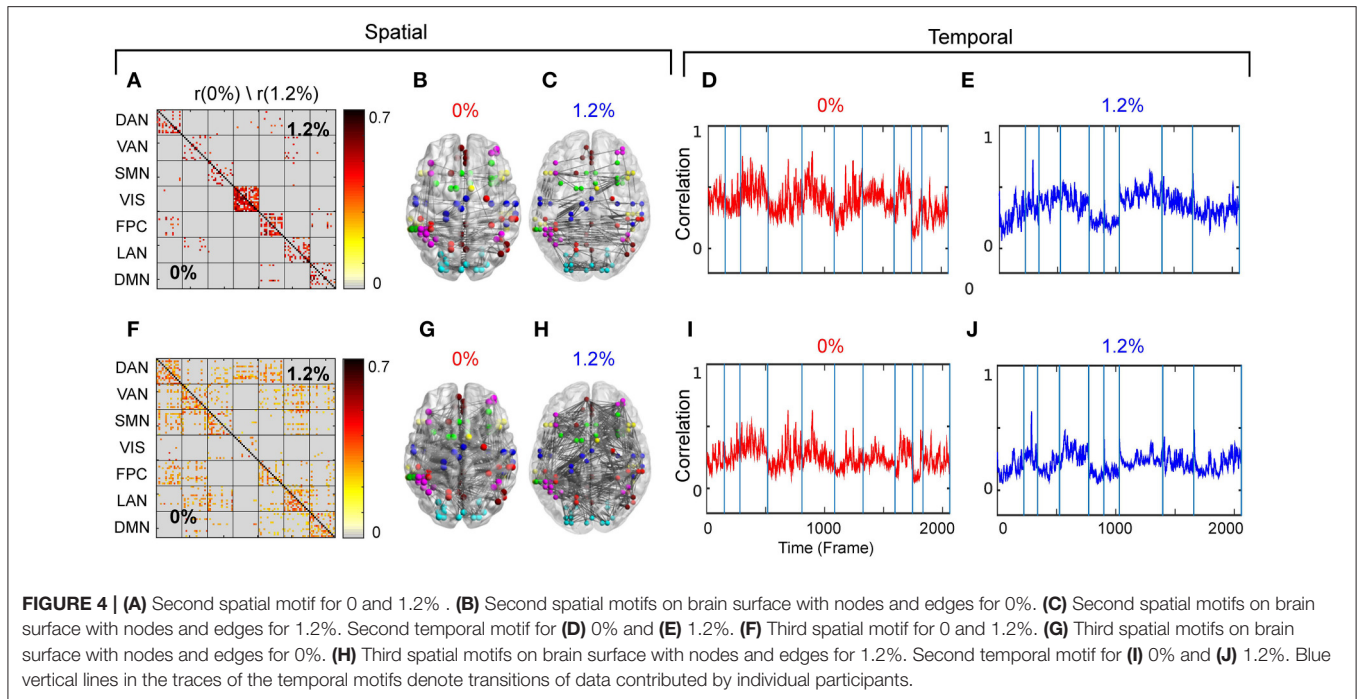 Spatial
Temporal
A
B
C
D
E
r(0%) \ r(1.2%)
0%
1.2%
0%
1.2%
DAN
VAN
SMN
VIS
FPC
LAN
DMN
1.2%
0%
0.7
0
Correlation
1
0
1
0
0
F
G
H
I
J
0%
1.2%
0%
1.2%
DAN
VAN
SMN
VIS
FPC
LAN
DMN
1.2%
0%
0.7
0
Correlation
1
0
0
1000
2000
Time (Frame)
1
0
0
1000
2000
FIGURE 4 | (A) Second spatial motif for 0 and 1.2% . (B) Second spatial motifs on brain surface with nodes and edges for 0%. (C) Second spatial motifs on brain
surface with nodes and edges for 1.2%. Second temporal motif for (D) 0% and (E) 1.2%. (F) Third spatial motif for 0 and 1.2%. (G) Third spatial motifs on brain
surface with nodes and edges for 0%. (H) Third spatial motifs on brain surface with nodes and edges for 1.2%. Second temporal motif for (I) 0% and (J) 1.2%. Blue
vertical lines in the traces of the temporal motifs denote transitions of data contributed by individual participants.